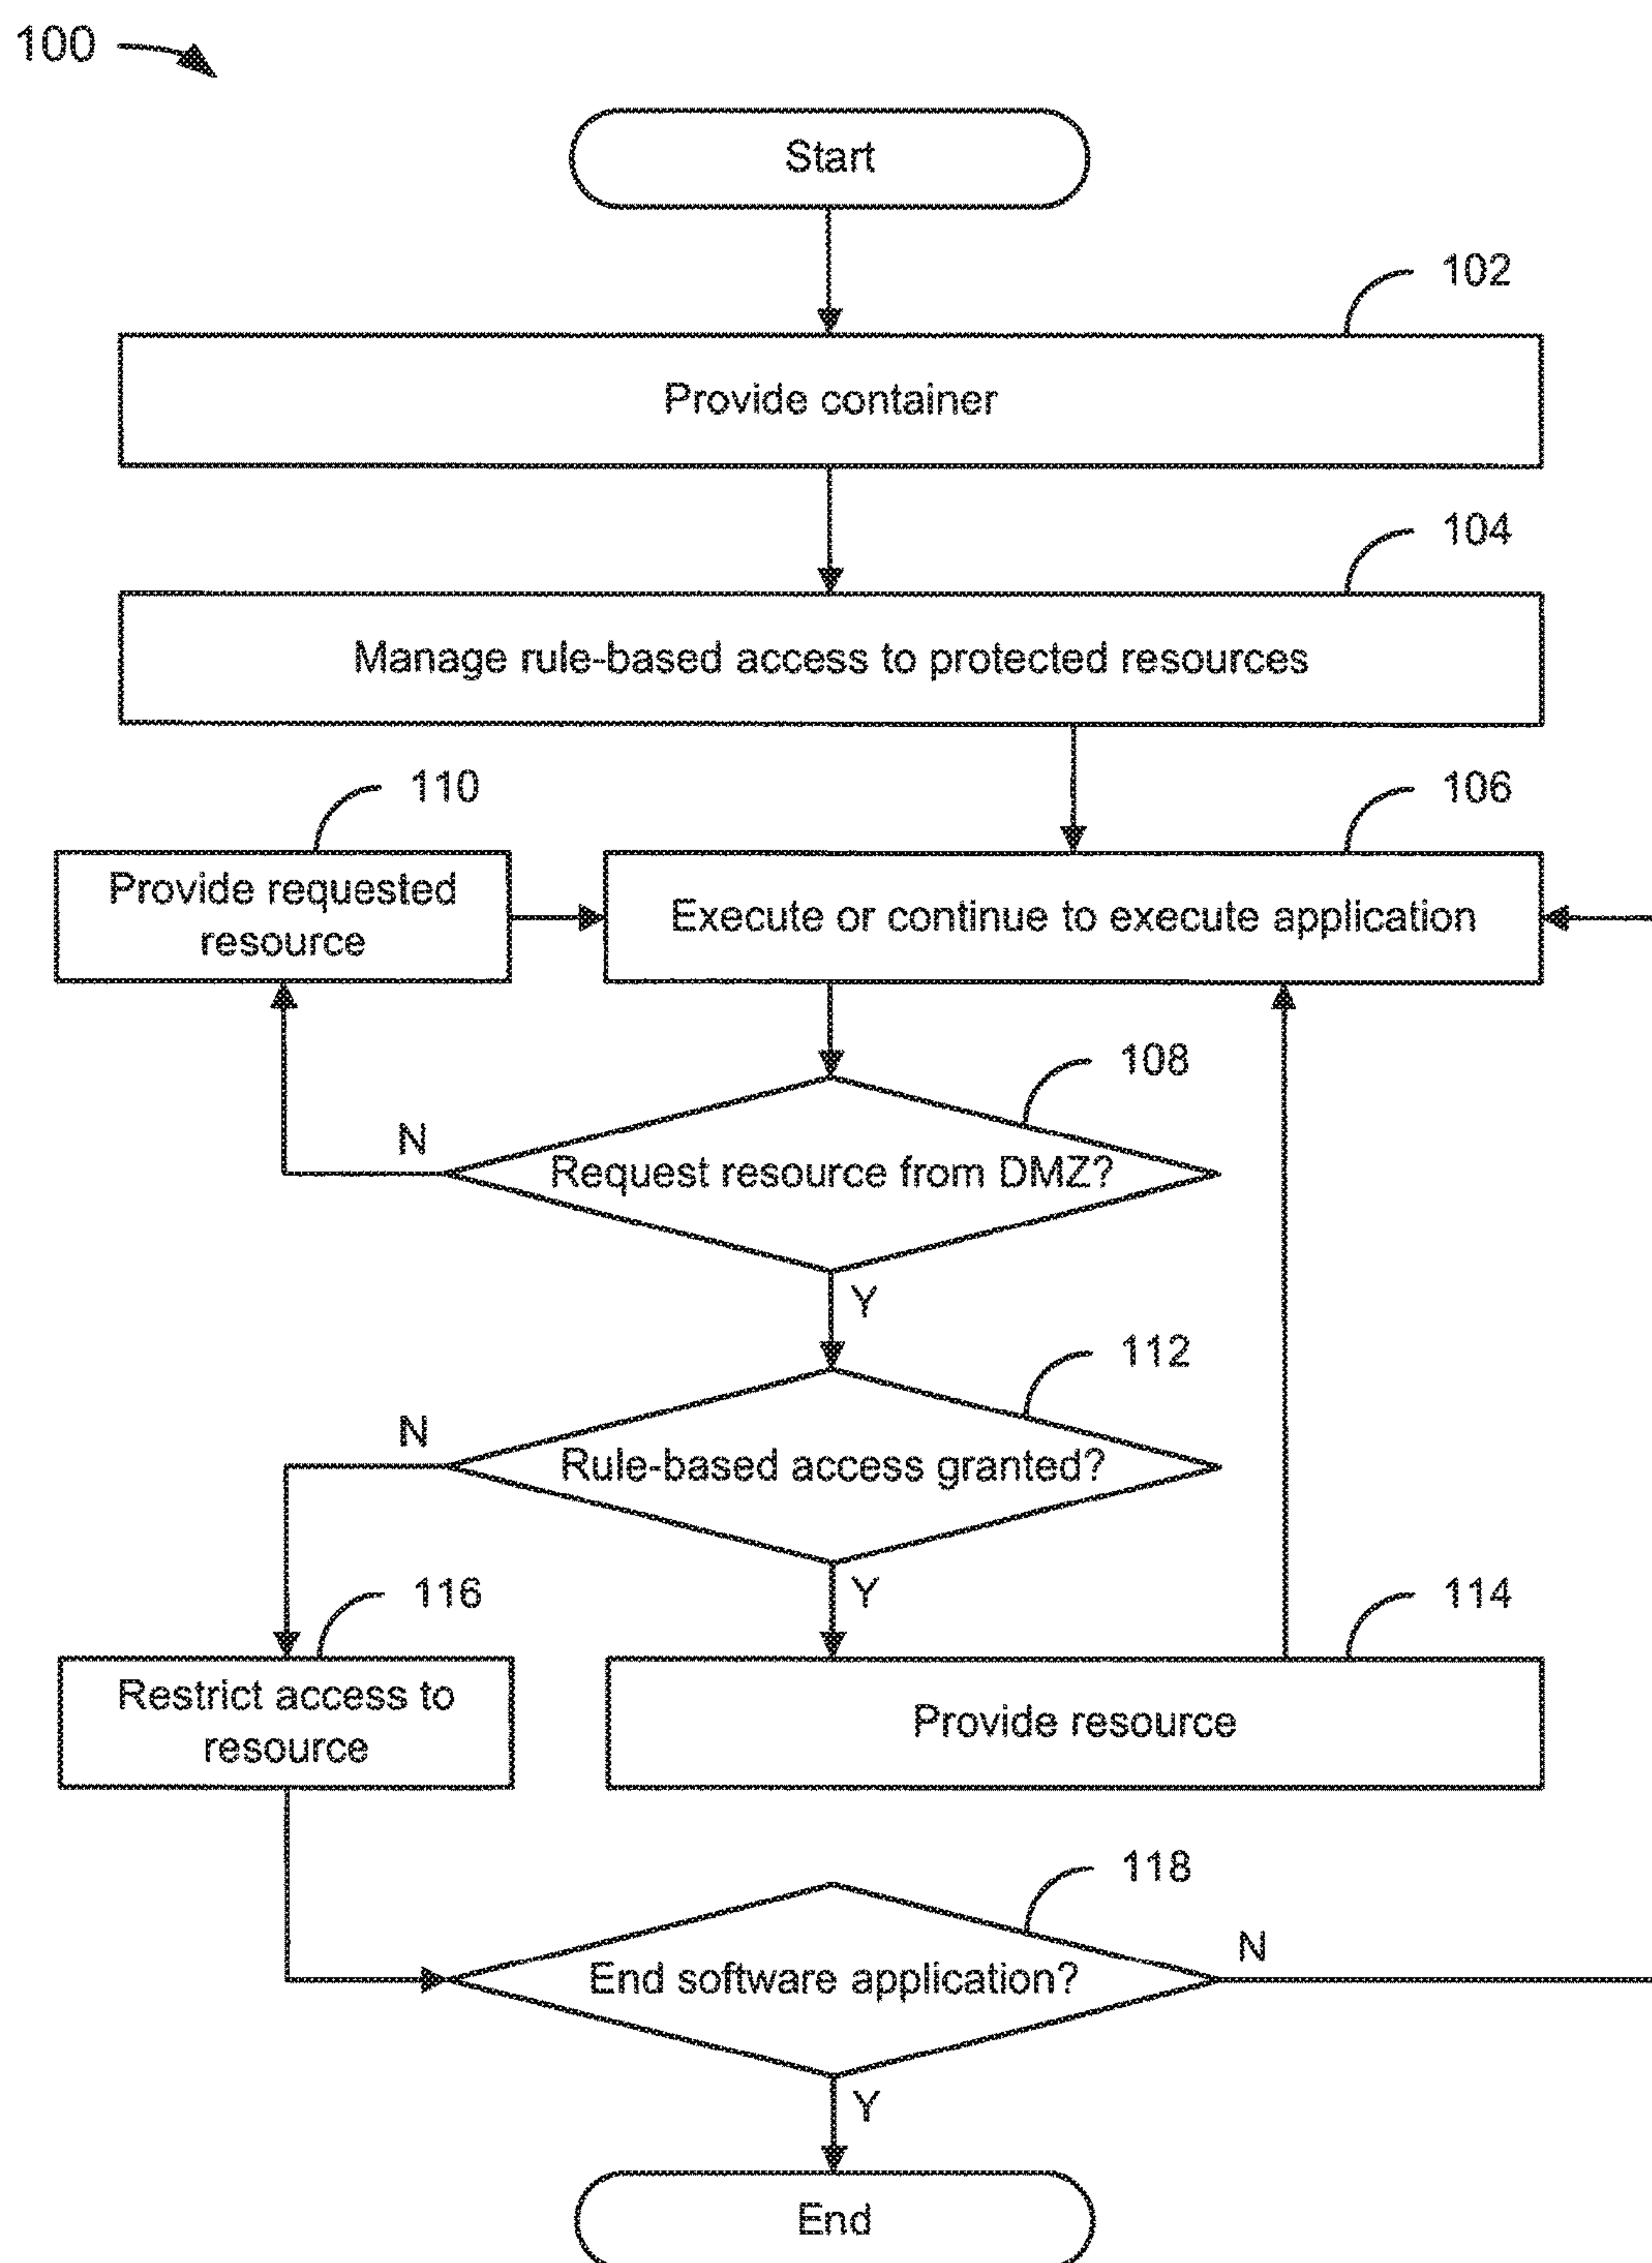 100
Start
102
Provide container
104
Manage rule-based access to protected resources
110
106
Provide requested
resource
Execute or continue to execute application
108
N
Request resource from DMZ?
Y
112
N
Rule-based access granted?
Y
116
114
Restrict access to
resource
Provide resource
118
N
End software application?
Y
End